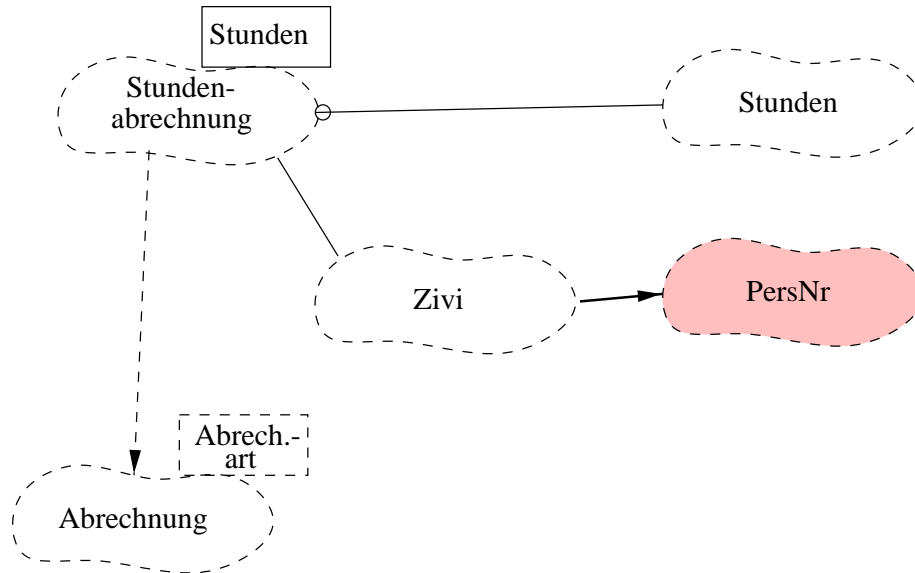 Stunden
Stunden-
abrechnung
Stunden
Zivi
PersNr
Abrech.-
art
Abrechnung